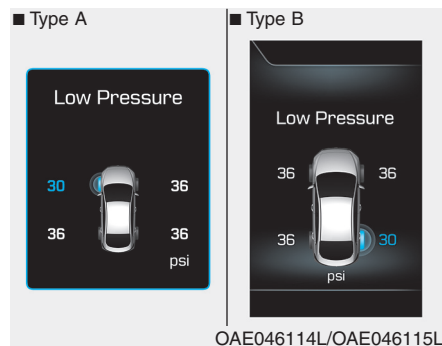 ■ Type A
■ Type B
Low Pressure
30 36
36 36
psi
Low Pressure
36 36
36 30
psi
OAE046114L/OAE046115L